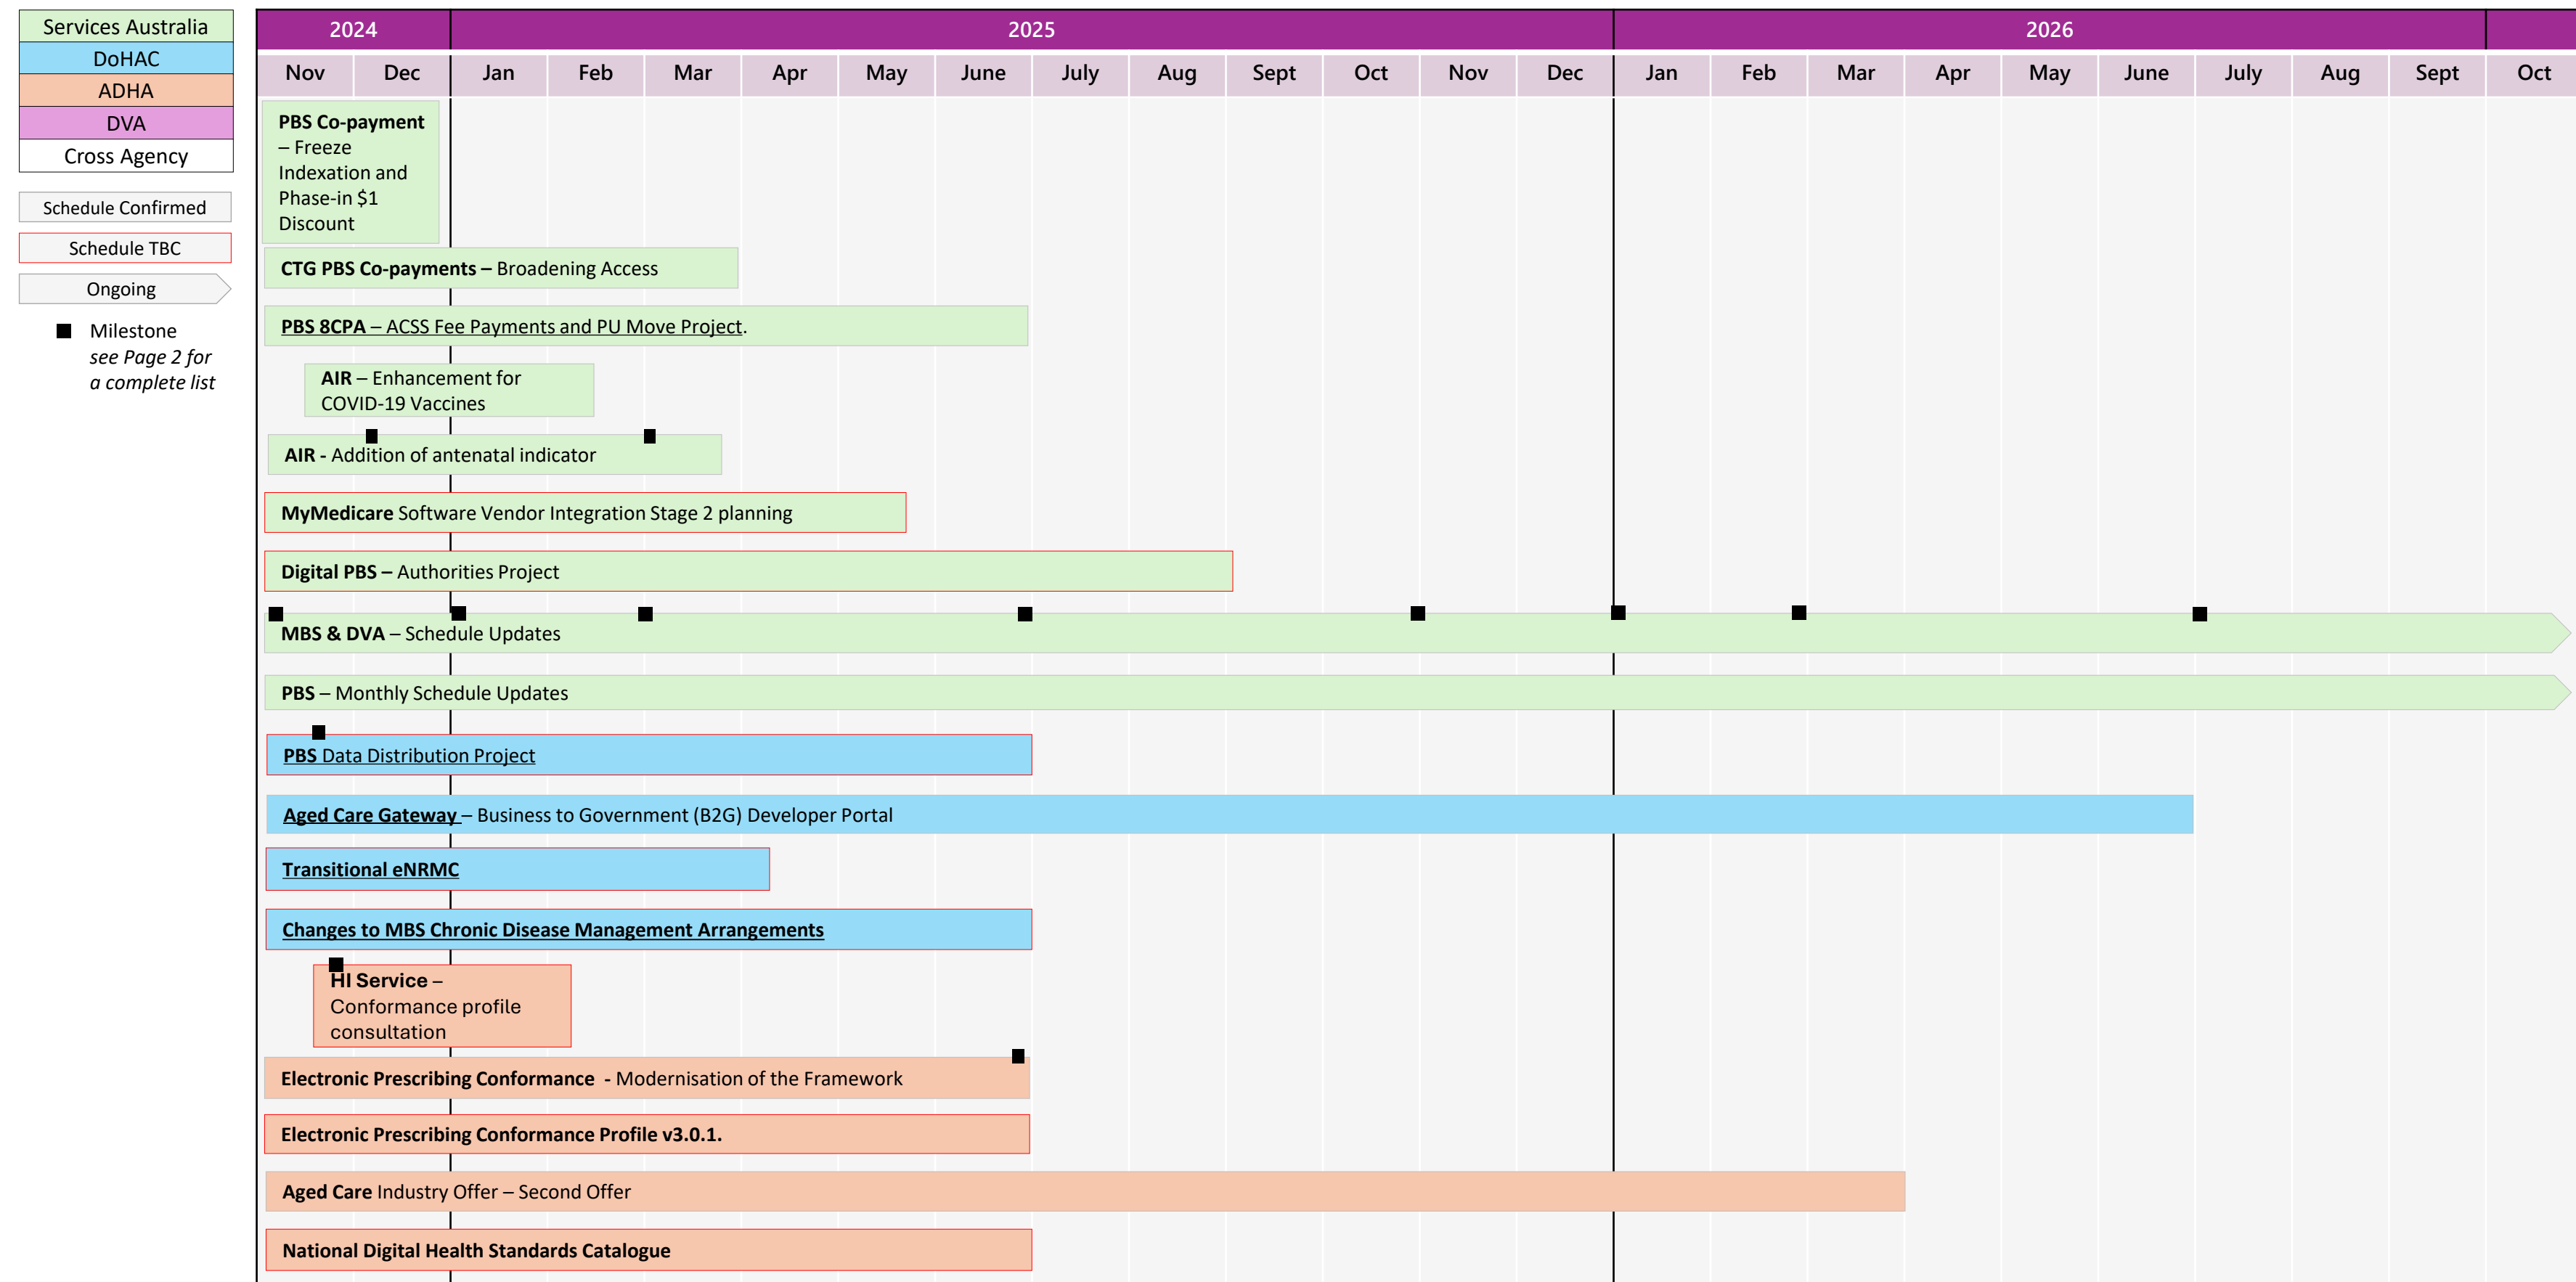 Services Australia
DoHAC
ADHA
DVA
Cross Agency
Schedule Confirmed
Schedule TBC
Ongoing
Milestone
see Page 2 for
a complete list
2024 2025 2026
Nov Dec Jan Feb Mar Apr May June July Aug Sept Oct Nov Dec Jan Feb Mar Apr May June July Aug Sept Oct
PBS Co-payment
– Freeze
Indexation and
Phase-in $1
Discount
CTG PBS Co-payments – Broadening Access
PBS 8CPA – ACSS Fee Payments and PU Move Project.
AIR – Enhancement for
COVID-19 Vaccines
AIR - Addition of antenatal indicator
MyMedicare Software Vendor Integration Stage 2 planning
Digital PBS – Authorities Project
MBS & DVA – Schedule Updates
PBS – Monthly Schedule Updates
PBS Data Distribution Project
Aged Care Gateway – Business to Government (B2G) Developer Portal
Transitional eNRMC
Changes to MBS Chronic Disease Management Arrangements
HI Service –
Conformance profile
consultation
Electronic Prescribing Conformance - Modernisation of the Framework
Electronic Prescribing Conformance Profile v3.0.1.
Aged Care Industry Offer – Second Offer
National Digital Health Standards Catalogue